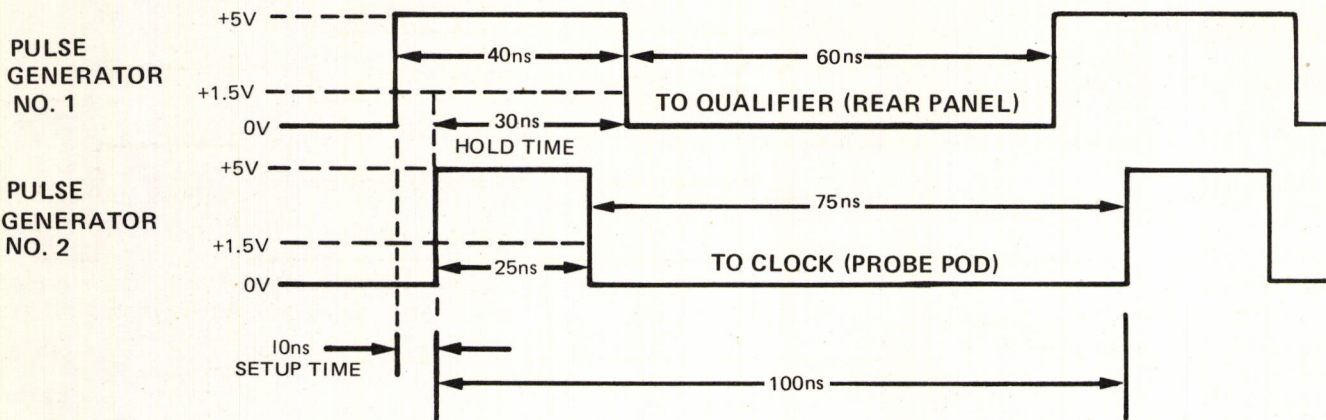 PULSE
GENERATOR
NO. 1
+5V
40ns
60ns
+1.5V
TO QUALIFIER (REAR PANEL)
30ns
0V
HOLD TIME
PULSE
GENERATOR
NO. 2
+5V
75ns
+1.5V
25ns
TO CLOCK (PROBE POD)
0V
10ns
SETUP TIME
100ns